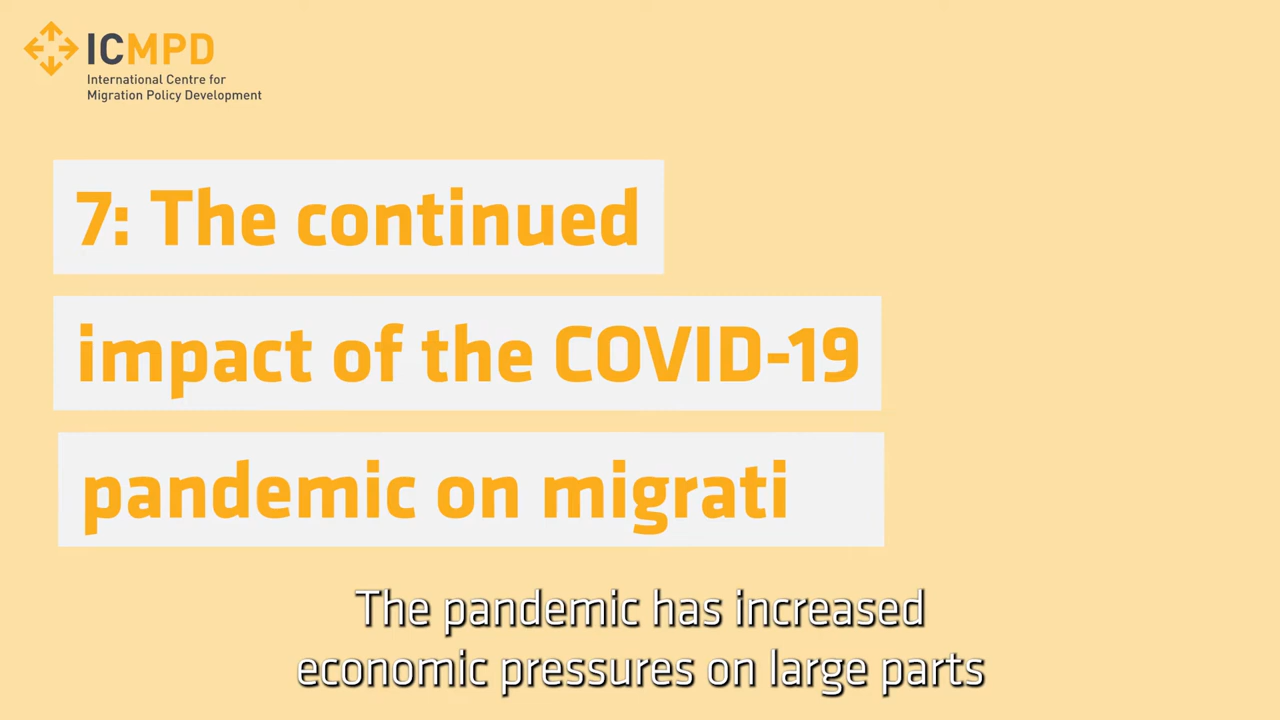 ICMPD
International Centre for
Migration Policy Development
7: The continued
impact of the COVID-19
pandemic on migrati
The pandemic has increased
economic pressures on large parts